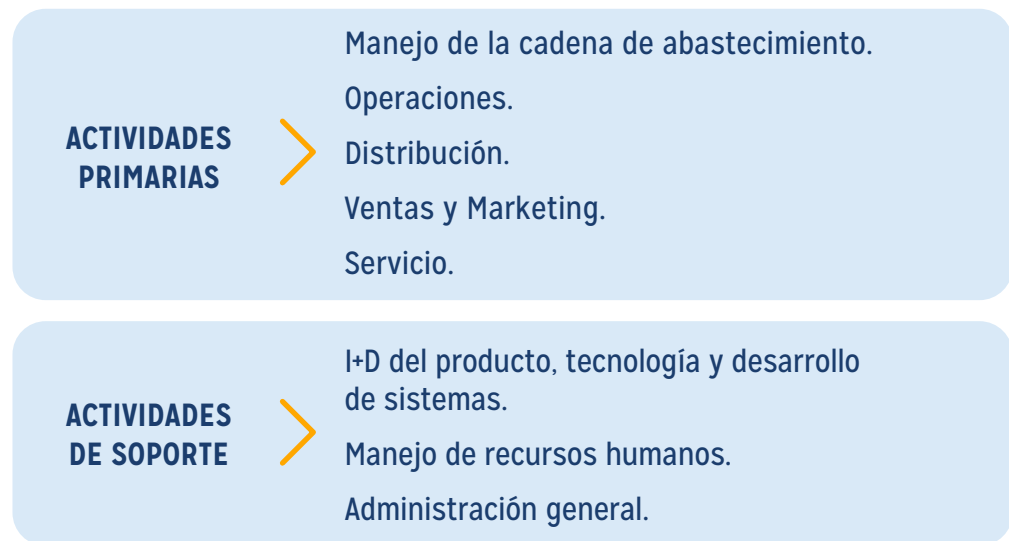 ACTIVIDADES
PRIMARIAS
Manejo de la cadena de abastecimiento.
Operaciones.
Distribución.
Ventas y Marketing.
Servicio.
ACTIVIDADES
DE SOPORTE
I+D del producto, tecnología y desarrollo
de sistemas.
Manejo de recursos humanos.
Administración general.